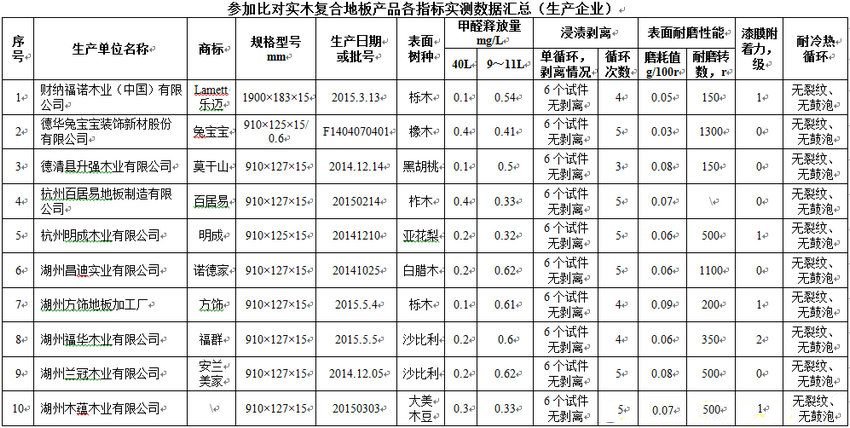 参加比对实木复合地板产品各指标实测数据汇总（生产企业）
序号 生产单位名称 商标 规格型号 mm 生产日期或批号 表面树种 甲醛释放量 mg/L 40L 9～11L 浸渍剥离 单循环，剥离情况 循环次数 表面耐磨性能 磨耗值 g/100r 耐磨转数，r 漆膜附着力，级 耐冷热循环
1 财纳福诺木业（中国）有限公司 Lamett 乐迈 1900×183×15 2015.3.13 栎木 0.1 0.54 6个试件无剥离 4 0.05 150 1 无裂纹、无鼓泡
2 德华兔宝宝装饰新材股份有限公司 兔宝宝 910×125×15/0.6 F1404070401 橡木 0.4 0.41 6个试件无剥离 5 0.03 1300 0 无裂纹、无鼓泡
3 德清县升强木业有限公司 莫干山 910×127×15 2014.12.14 黑胡桃 0.1 0.5 6个试件无剥离 3 0.08 150 1 无裂纹、无鼓泡
4 杭州百居易地板制造有限公司 百居易 910×127×15 20150214 柞木 0.4 0.33 6个试件无剥离 5 0.07 \ 0 无裂纹、无鼓泡
5 杭州明成木业有限公司 明成 910×125×15 20141210 亚花梨 0.2 0.32 6个试件无剥离 5 0.06 500 1 无裂纹、无鼓泡
6 湖州昌迪实业有限公司 诺德家 910×127×15 20141025 白腊木 0.2 0.62 6个试件无剥离 5 0.06 1100 0 无裂纹、无鼓泡
7 湖州方饰地板加工厂 方饰 910×127×15 2015.5.4 栎木 0.1 0.61 6个试件无剥离 4 0.09 200 1 无裂纹、无鼓泡
8 湖州福华木业有限公司 福群 910×127×15 2015.5.5 沙比利 0.2 0.6 6个试件无剥离 4 0.06 350 2 无裂纹、无鼓泡
9 湖州兰冠木业有限公司 安兰美家 910×127×15 2014.12.05 沙比利 0.2 0.62 6个试件无剥离 5 0.08 500 0 无裂纹、无鼓泡
10 湖州木蕴木业有限公司 \ 910×127×15 20150303 大美木豆 0.3 0.33 6个试件无剥离 5 0.07 500 1 无裂纹、无鼓泡